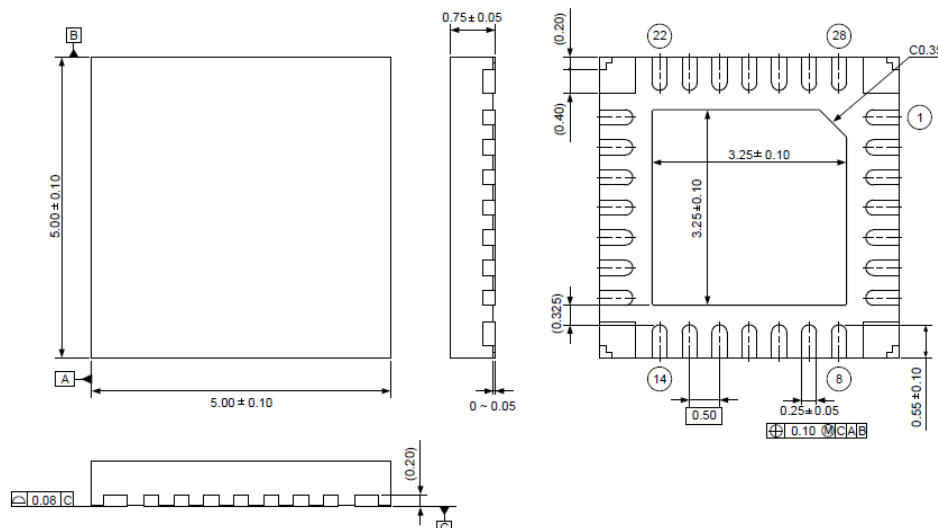 0.75 ± 0.05
B
5.00 ± 0.10
A
5.00 ± 0.10
0 ~ 0.05
(0.20)
22
28
C0.35
(0.40)
1
3.25 ± 0.10
3.25 ± 0.10
(0.325)
14
8
0.50
0.25 ± 0.05
⌖ 0.10 Ⓜ C A B
0.55 ± 0.10
(0.20)
⌓ 0.08 C
C